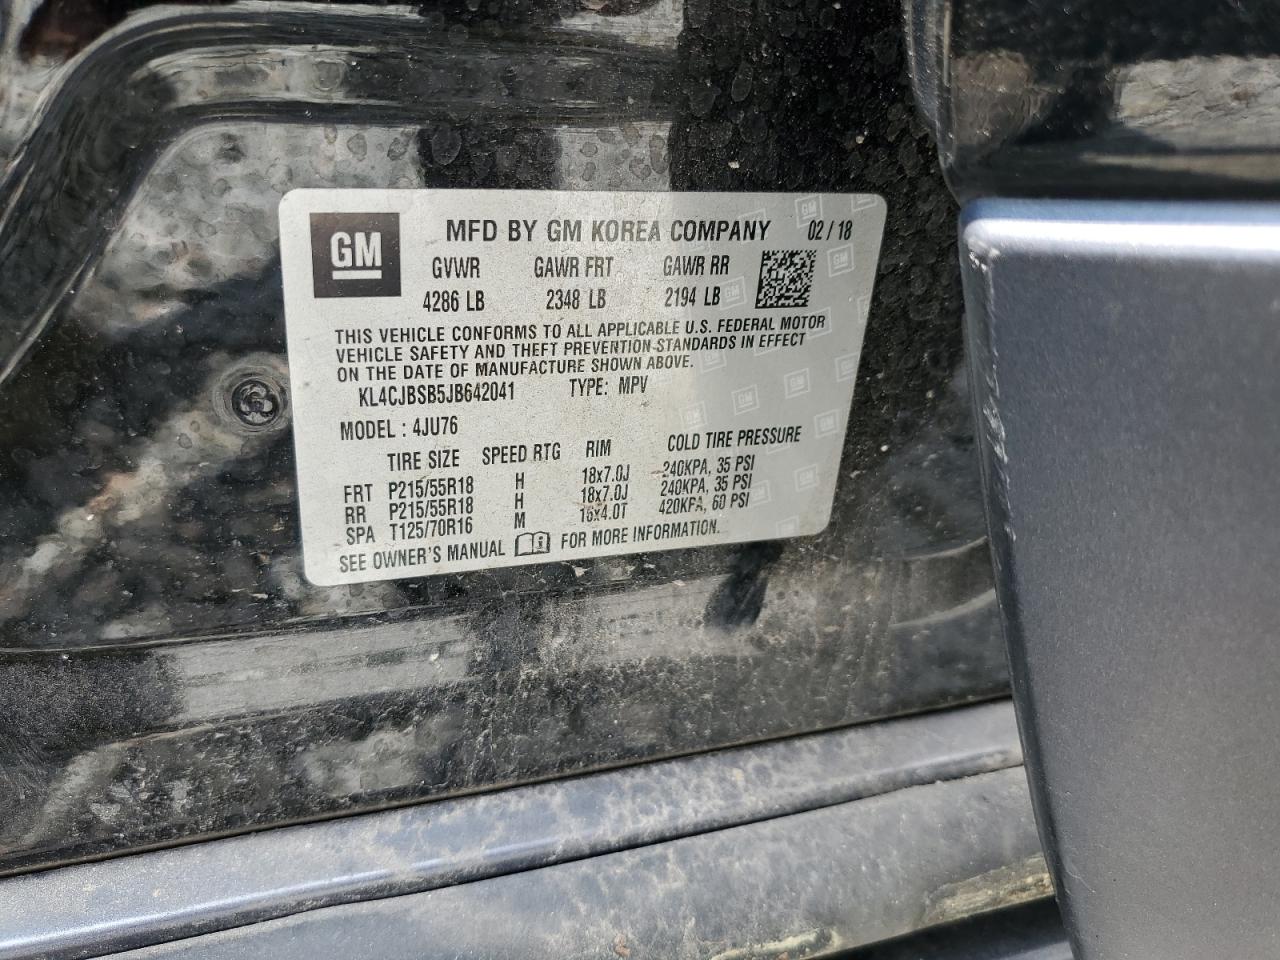 GM
MFD BY GM KOREA COMPANY 02 / 18
GVWR GAWR FRT GAWR RR
4286 LB 2348 LB 2194 LB
THIS VEHICLE CONFORMS TO ALL APPLICABLE U.S. FEDERAL MOTOR
VEHICLE SAFETY AND THEFT PREVENTION STANDARDS IN EFFECT
ON THE DATE OF MANUFACTURE SHOWN ABOVE.
KL4CJBSB5JB642041 TYPE: MPV
MODEL : 4JU76
TIRE SIZE SPEED RTG RIM COLD TIRE PRESSURE
FRT P215/55R18 H 18x7.0J 240KPA, 35 PSI
RR P215/55R18 H 18x7.0J 240KPA, 35 PSI
SPA T125/70R16 M 16x4.0T 420KPA, 60 PSI
SEE OWNER'S MANUAL FOR MORE INFORMATION.